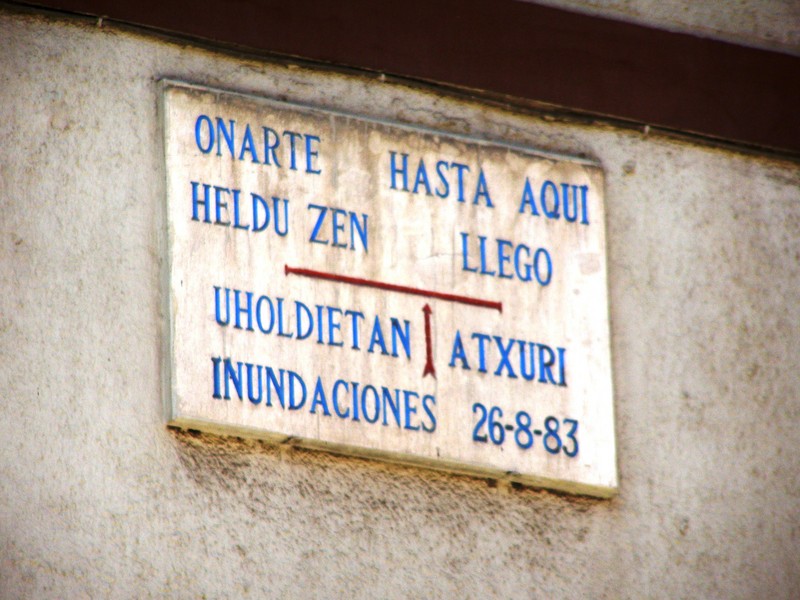 ONARTE HASTA AQUI
HELDU ZEN LLEGO
UHOLDIETAN ATXURI
INUNDACIONES 26-8-83